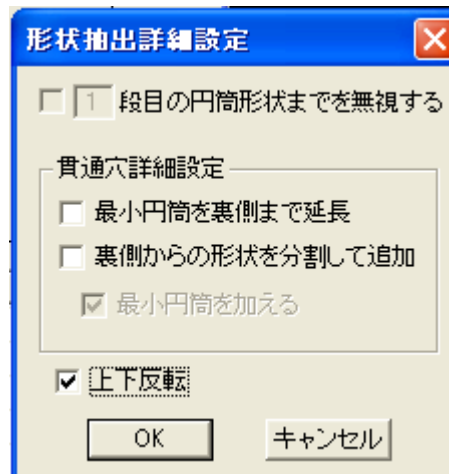 形状抽出詳細設定
1 段目の円筒形状までを無視する
貫通穴詳細設定
最小円筒を裏側まで延長
裏側からの形状を分割して追加
最小円筒を加える
上下反転
OK キャンセル